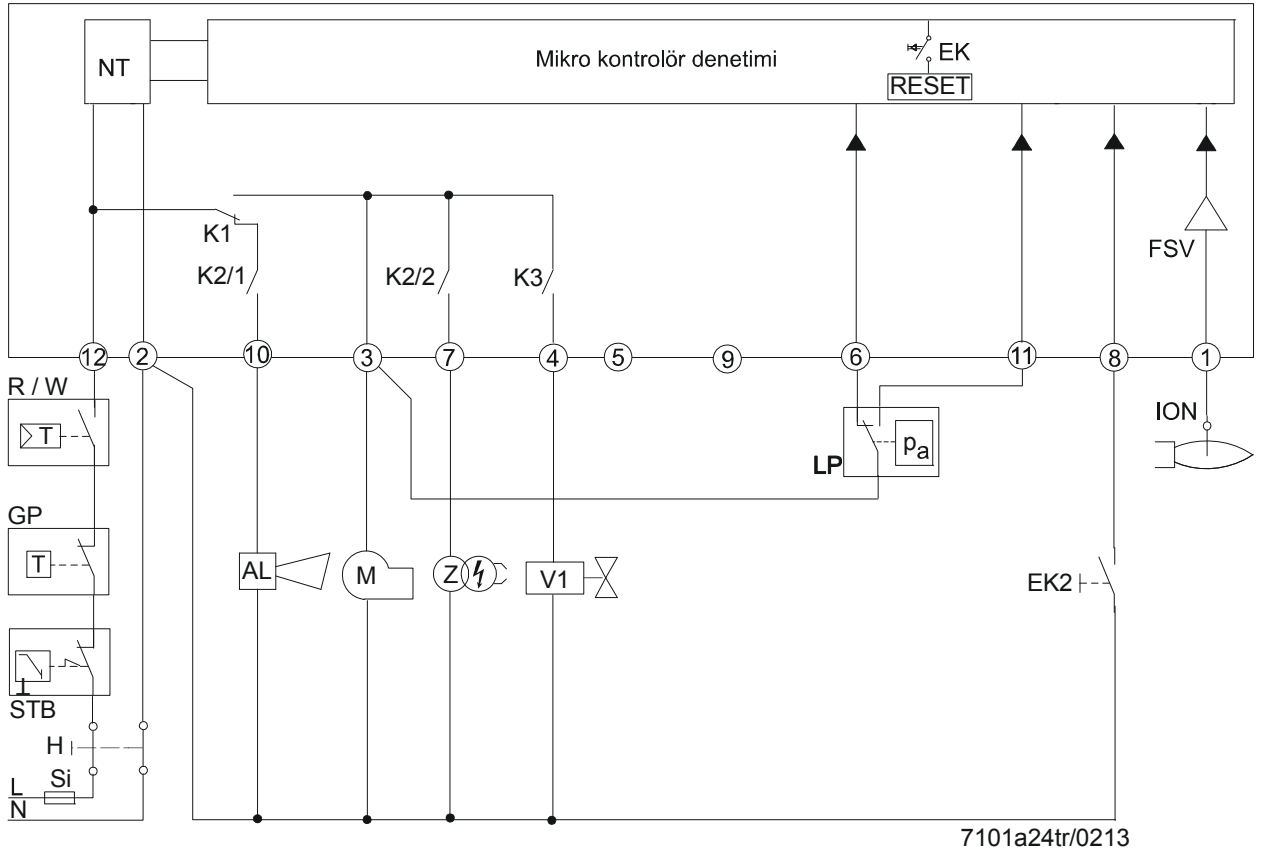 NT
Mikro kontrolör denetimi
EK
RESET
FSV
K1
K2/1
K2/2
K3
12
2
10
3
7
4
5
9
6
11
8
1
R / W
T
ION
LP
pa
GP
T
AL
M
Z
V1
EK2
STB
H
Si
L
N
7101a24tr/0213